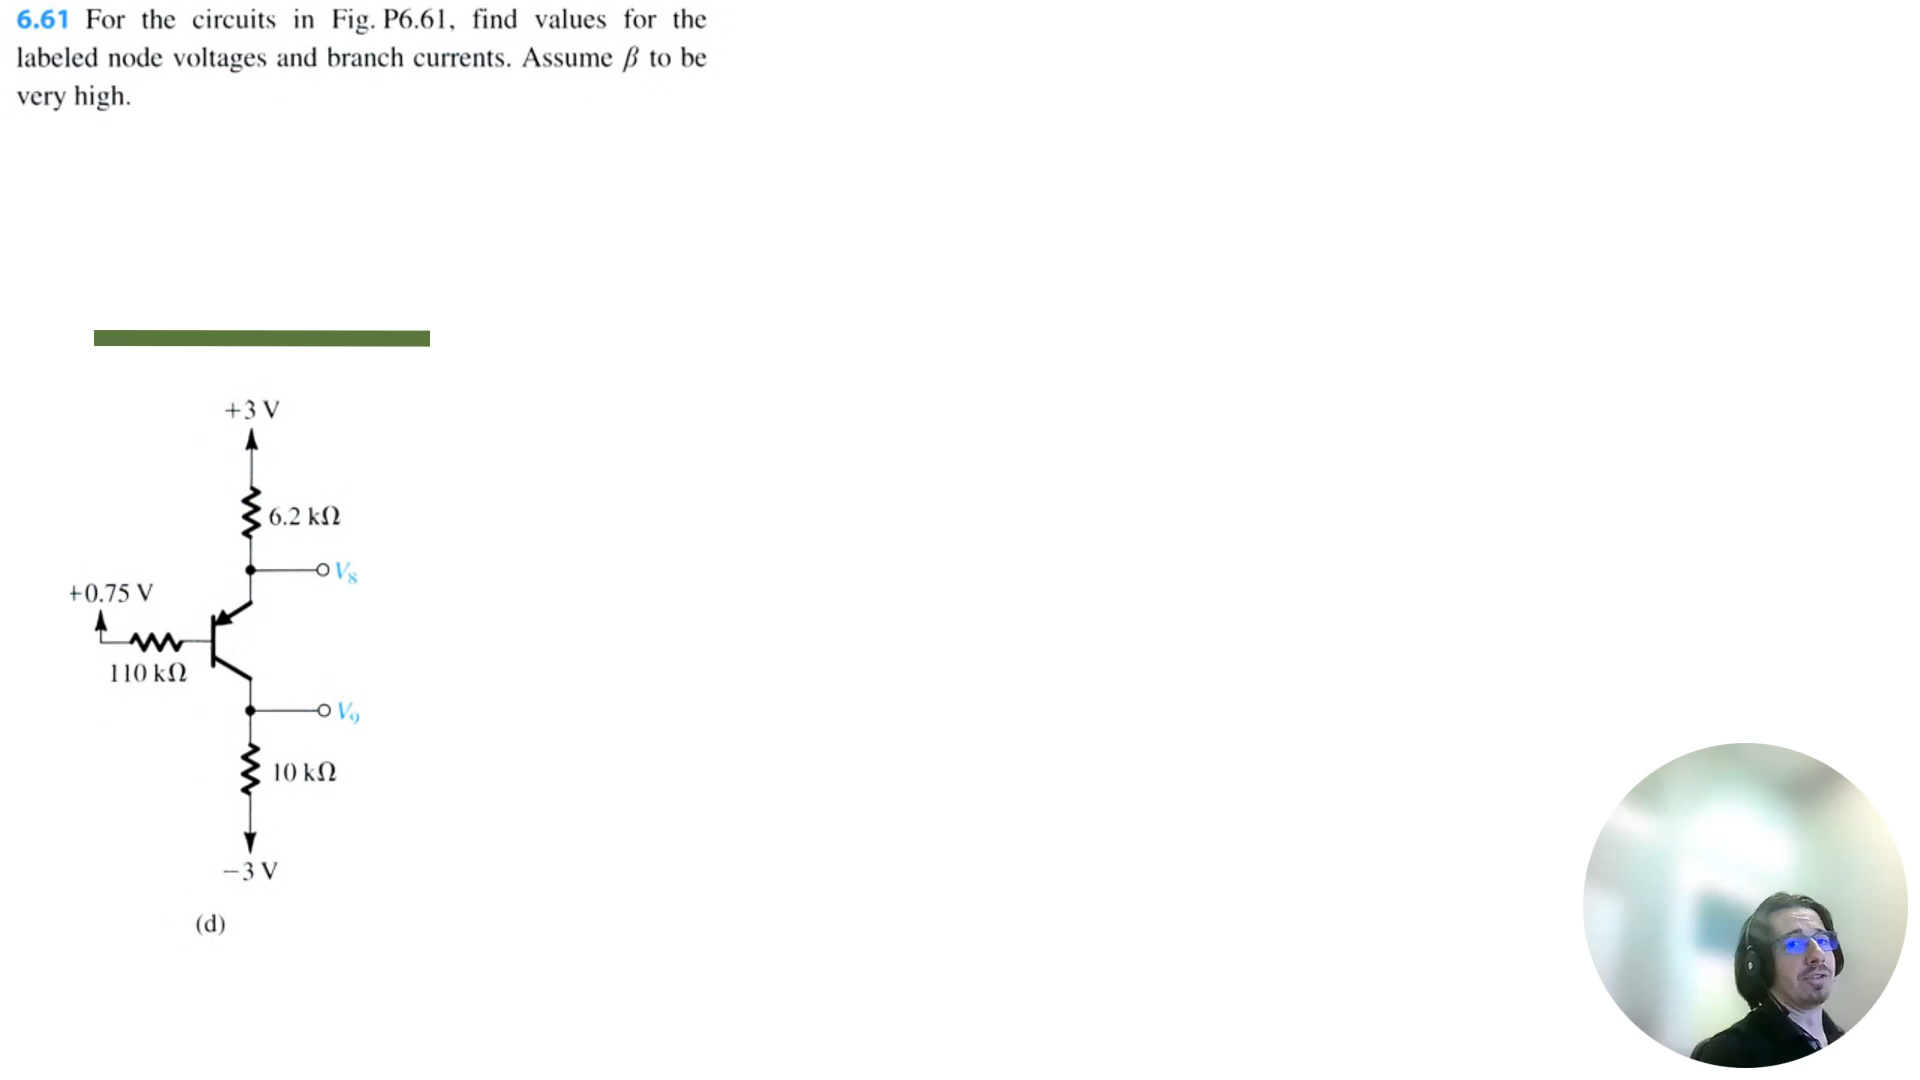 6.61 For the circuits in Fig. P6.61, find values for the
labeled node voltages and branch currents. Assume β to be
very high.
+3 V
6.2 kΩ
V₈
+0.75 V
110 kΩ
V₉
10 kΩ
−3 V
(d)